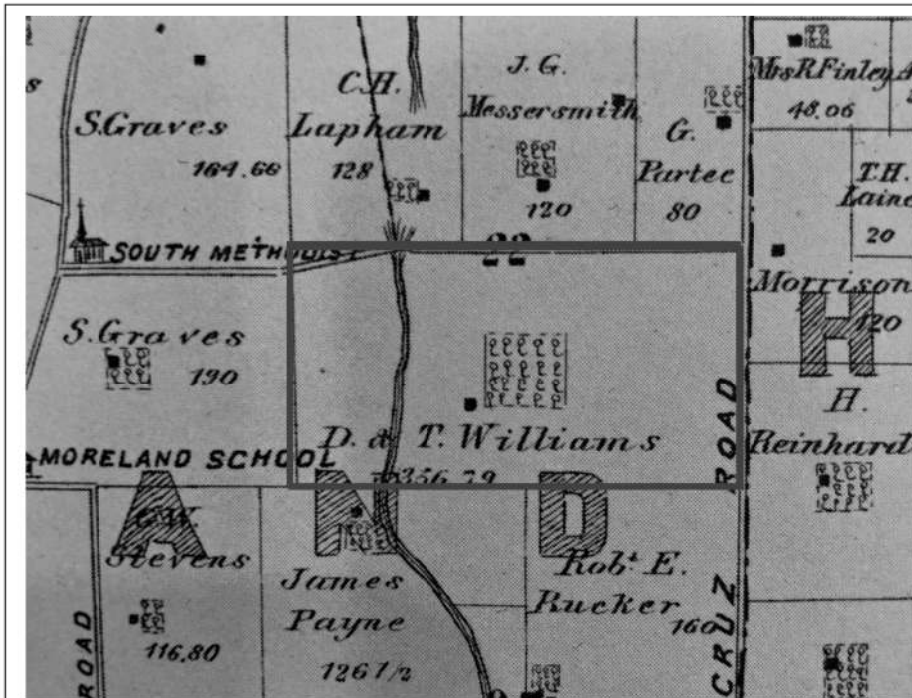 S. Graves
164.66
C. H.
Lapham
128
J. G.
Messersmith
120
G.
Partee
80
Mrs R. Finley
48.06
T. H.
Laine
20
SOUTH METHODIST
22
Morrison
120
H
S. Graves
190
D. & T. Williams
356.79
ROAD
H.
Reinhard
MORELAND SCHOOL
A N D
Stevens
116.80
James
Payne
126 1/2
Robt. E.
Rucker
160
ROAD
CRUZ